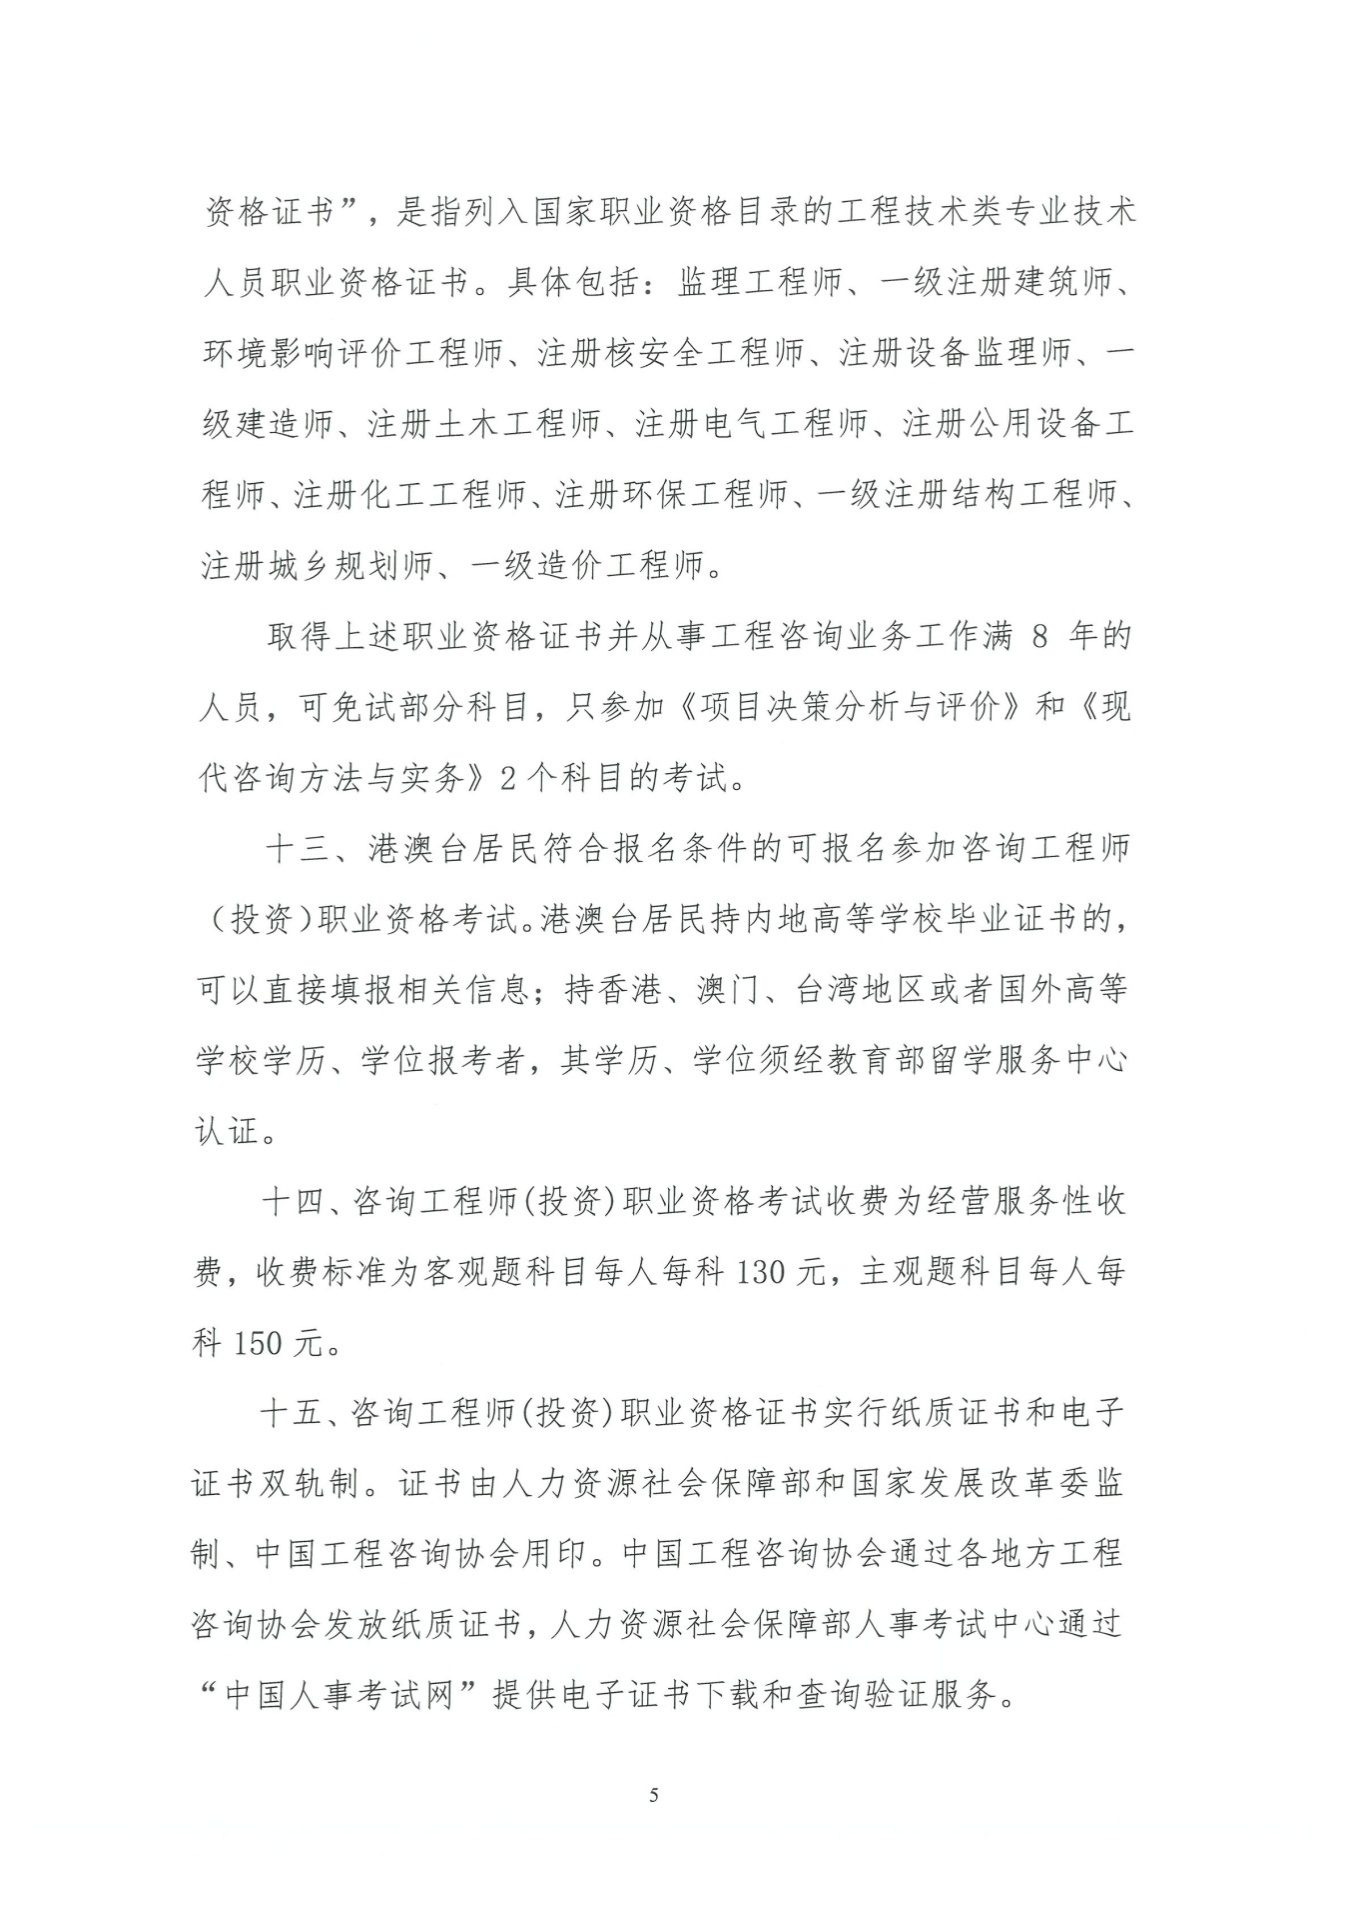 资格证书”，是指列入国家职业资格目录的工程技术类专业技术
人员职业资格证书。具体包括：监理工程师、一级注册建筑师、
环境影响评价工程师、注册核安全工程师、注册设备监理师、一
级建造师、注册土木工程师、注册电气工程师、注册公用设备工
程师、注册化工工程师、注册环保工程师、一级注册结构工程师、
注册城乡规划师、一级造价工程师。
取得上述职业资格证书并从事工程咨询业务工作满 8 年的
人员，可免试部分科目，只参加《项目决策分析与评价》和《现
代咨询方法与实务》2 个科目的考试。
十三、港澳台居民符合报名条件的可报名参加咨询工程师
（投资）职业资格考试。港澳台居民持内地高等学校毕业证书的，
可以直接填报相关信息；持香港、澳门、台湾地区或者国外高等
学校学历、学位报考者，其学历、学位须经教育部留学服务中心
认证。
十四、咨询工程师(投资)职业资格考试收费为经营服务性收
费，收费标准为客观题科目每人每科 130 元，主观题科目每人每
科 150 元。
十五、咨询工程师(投资)职业资格证书实行纸质证书和电子
证书双轨制。证书由人力资源社会保障部和国家发展改革委监
制、中国工程咨询协会用印。中国工程咨询协会通过各地方工程
咨询协会发放纸质证书，人力资源社会保障部人事考试中心通过
“中国人事考试网”提供电子证书下载和查询验证服务。
5